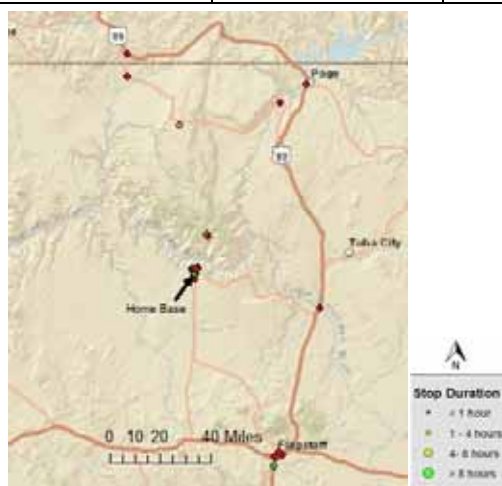 89
Page
89
Tuba City
Home Base
N
Stop Duration
< 1 hour
1 - 4 hours
4- 8 hours
> 8 hours
0 10 20 40 Miles
Flagstaff